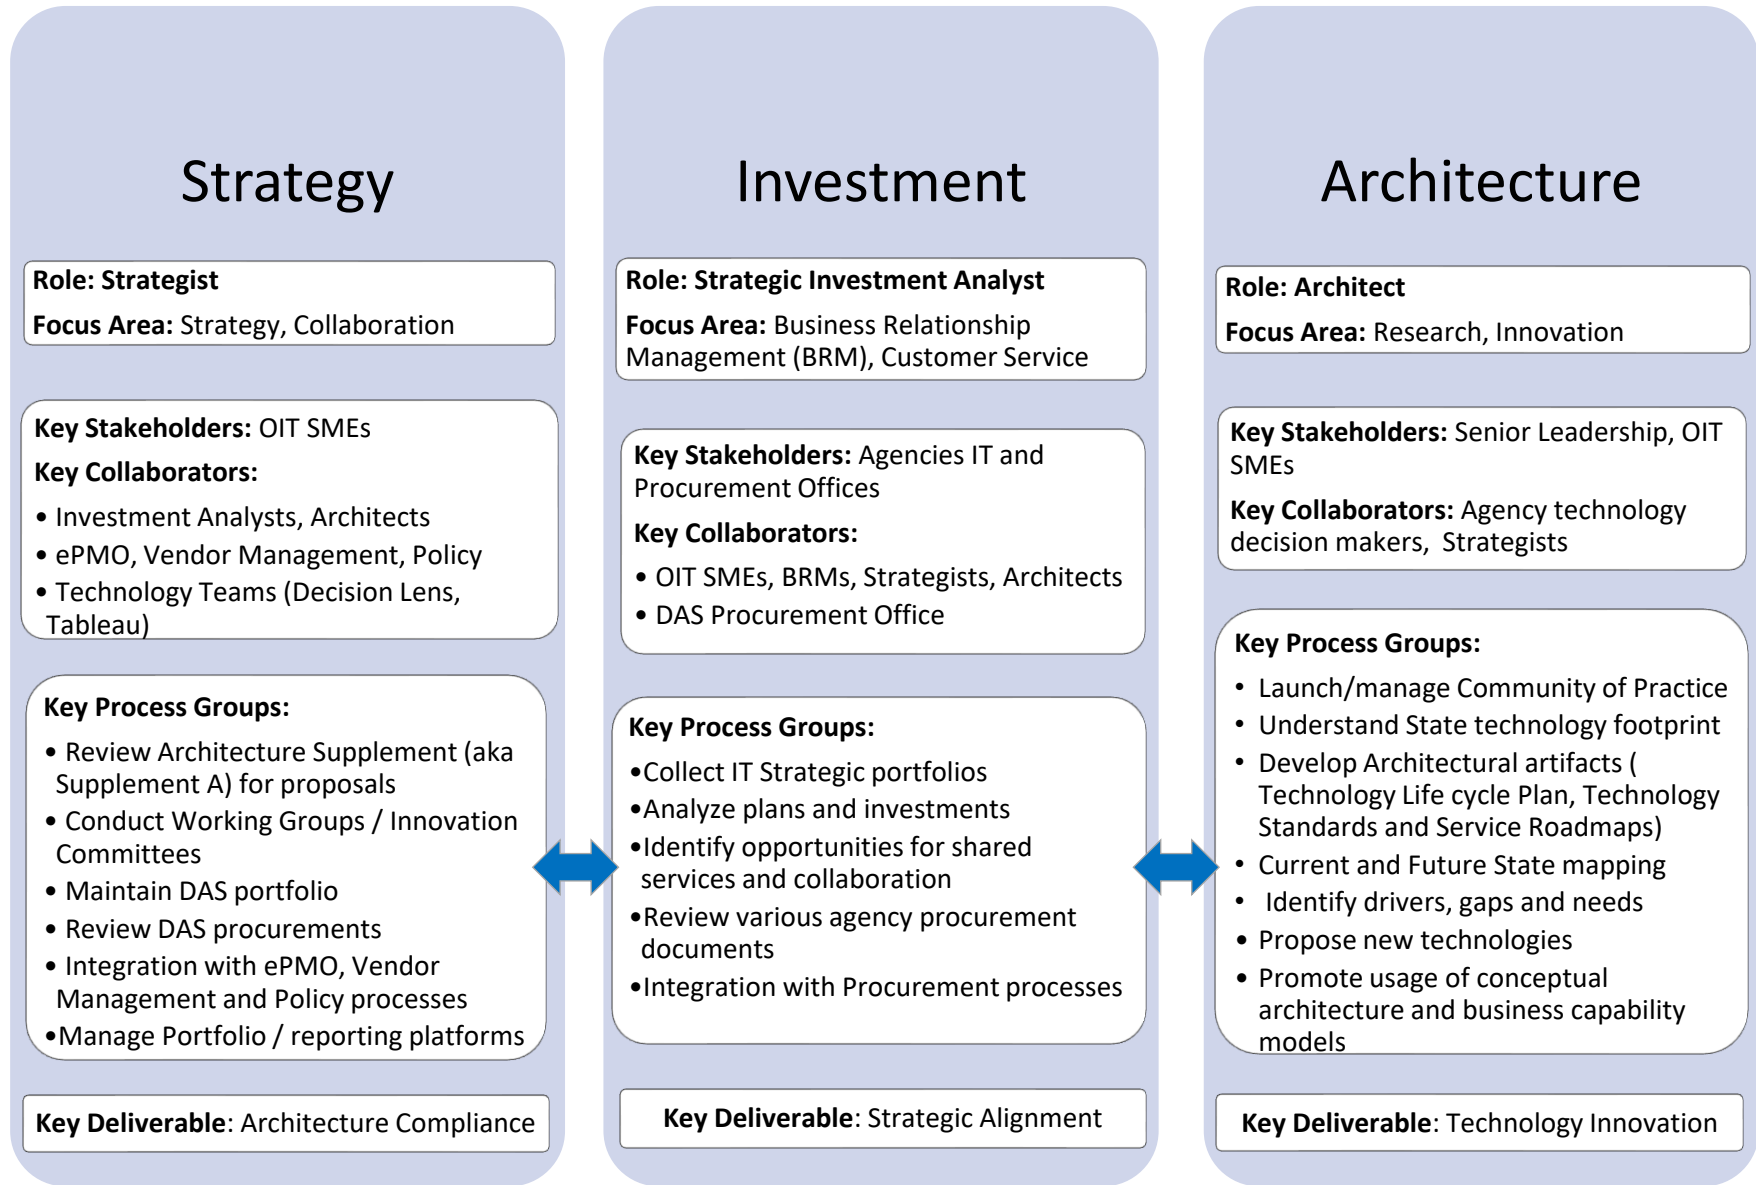 Strategy
Role: Strategist
Focus Area: Strategy, Collaboration
Key Stakeholders: OIT SMEs
Key Collaborators:
• Investment Analysts, Architects
• ePMO, Vendor Management, Policy
• Technology Teams (Decision Lens,
Tableau)
Key Process Groups:
• Review Architecture Supplement (aka
Supplement A) for proposals
• Conduct Working Groups / Innovation
Committees
• Maintain DAS portfolio
• Review DAS procurements
• Integration with ePMO, Vendor
Management and Policy processes
•Manage Portfolio / reporting platforms
Key Deliverable: Architecture Compliance
Investment
Role: Strategic Investment Analyst
Focus Area: Business Relationship
Management (BRM), Customer Service
Key Stakeholders: Agencies IT and
Procurement Offices
Key Collaborators:
• OIT SMEs, BRMs, Strategists, Architects
• DAS Procurement Office
Key Process Groups:
•Collect IT Strategic portfolios
•Analyze plans and investments
•Identify opportunities for shared
services and collaboration
•Review various agency procurement
documents
•Integration with Procurement processes
Key Deliverable: Strategic Alignment
Architecture
Role: Architect
Focus Area: Research, Innovation
Key Stakeholders: Senior Leadership, OIT
SMEs
Key Collaborators: Agency technology
decision makers, Strategists
Key Process Groups:
• Launch/manage Community of Practice
• Understand State technology footprint
• Develop Architectural artifacts (
Technology Life cycle Plan, Technology
Standards and Service Roadmaps)
• Current and Future State mapping
• Identify drivers, gaps and needs
• Propose new technologies
• Promote usage of conceptual
architecture and business capability
models
Key Deliverable: Technology Innovation